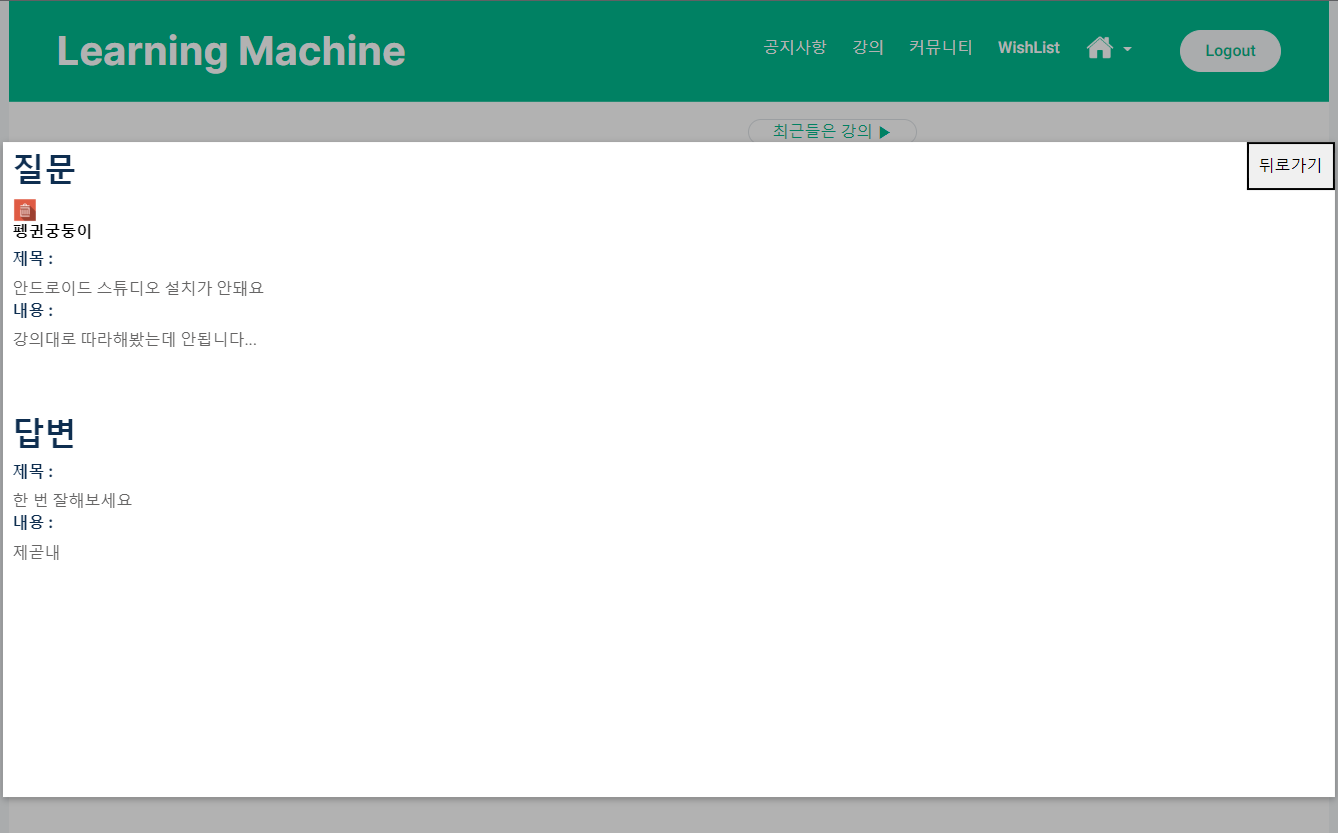 Learning Machine
공지사항 강의 커뮤니티 WishList Logout
최근들은 강의 ▶
질문
뒤로가기
펭귄궁둥이
제목 :
안드로이드 스튜디오 설치가 안돼요
내용 :
강의대로 따라해봤는데 안됩니다...
답변
제목 :
한 번 잘해보세요
내용 :
제곧내